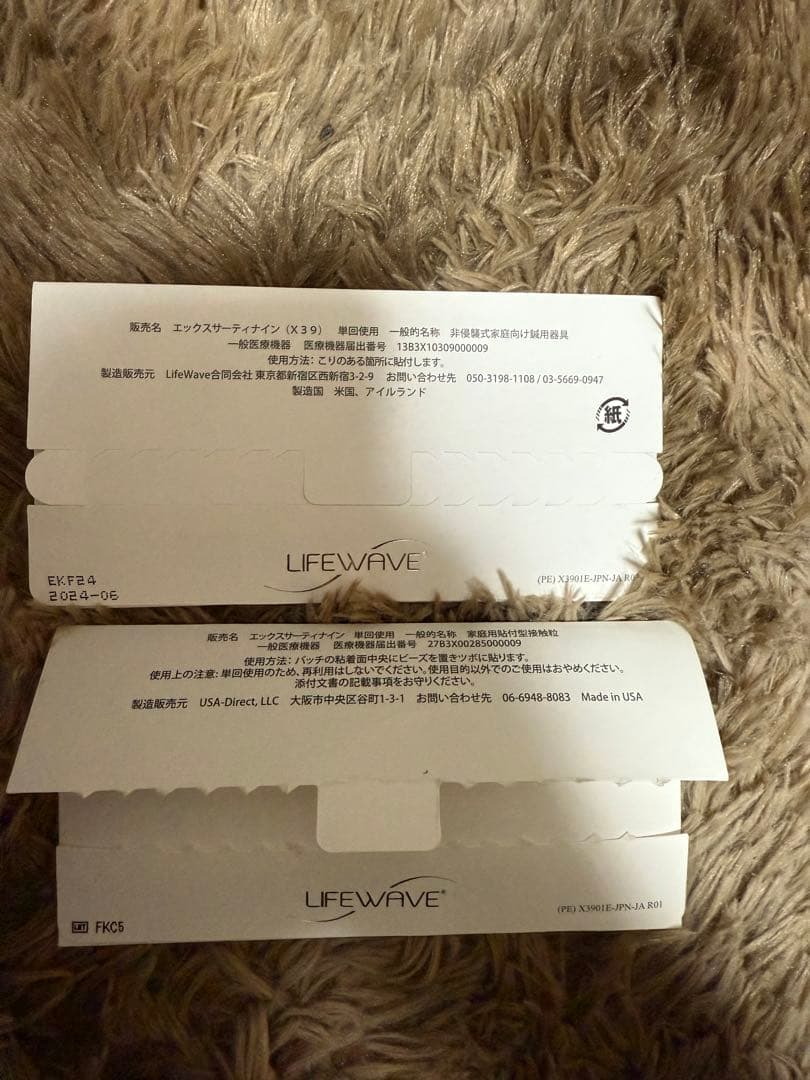 販売名 エックスサーティナイン（X３９） 単回使用 一般的名称 非侵襲式家庭向け鍼用器具
一般医療機器 医療機器届出番号 13B3X10309000009
使用方法：こりのある箇所に貼付します。
製造販売元 LifeWave合同会社 東京都新宿区西新宿3-2-9 お問い合わせ先 050-3198-1108 / 03-5669-0947
製造国 米国、アイルランド
紙
LIFEWAVE
EKF24
2024-06
(PE) X3901E-JPN-JA
販売名 エックスサーティナイン 単回使用 一般的名称 家庭用貼付型接触粒
一般医療機器 医療機器届出番号 27B3X00285000009
使用方法：パッチの粘着面中央にビーズを置きツボに貼ります。
使用上の注意：単回使用のため、再利用はしないでください。使用目的以外でのご使用はおやめください。
添付文書の記載事項をお守りください。
製造販売元 USA-Direct, LLC 大阪市中央区谷町1-3-1 お問い合わせ先 06-6948-8083 Made in USA
LIFEWAVE®
LOT FKC5
(PE) X3901E-JPN-JA R01